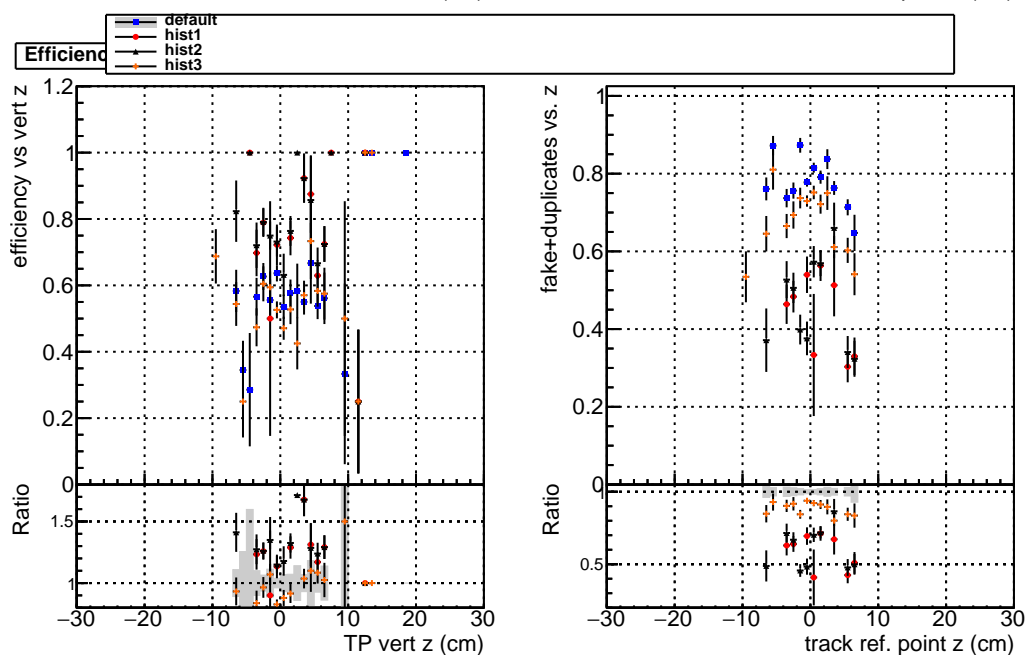 default
hist1
hist2
hist3
Efficienc
efficiency vs vert z
1.2
1
0.8
0.6
0.4
0.2
0
Ratio
1.5
1
−30 −20 −10 0 10 20 30
TP vert z (cm)
fake+duplicates vs. z
1
0.8
0.6
0.4
0.2
0
Ratio
1
0.5
−30 −20 −10 0 10 20 30
track ref. point z (cm)